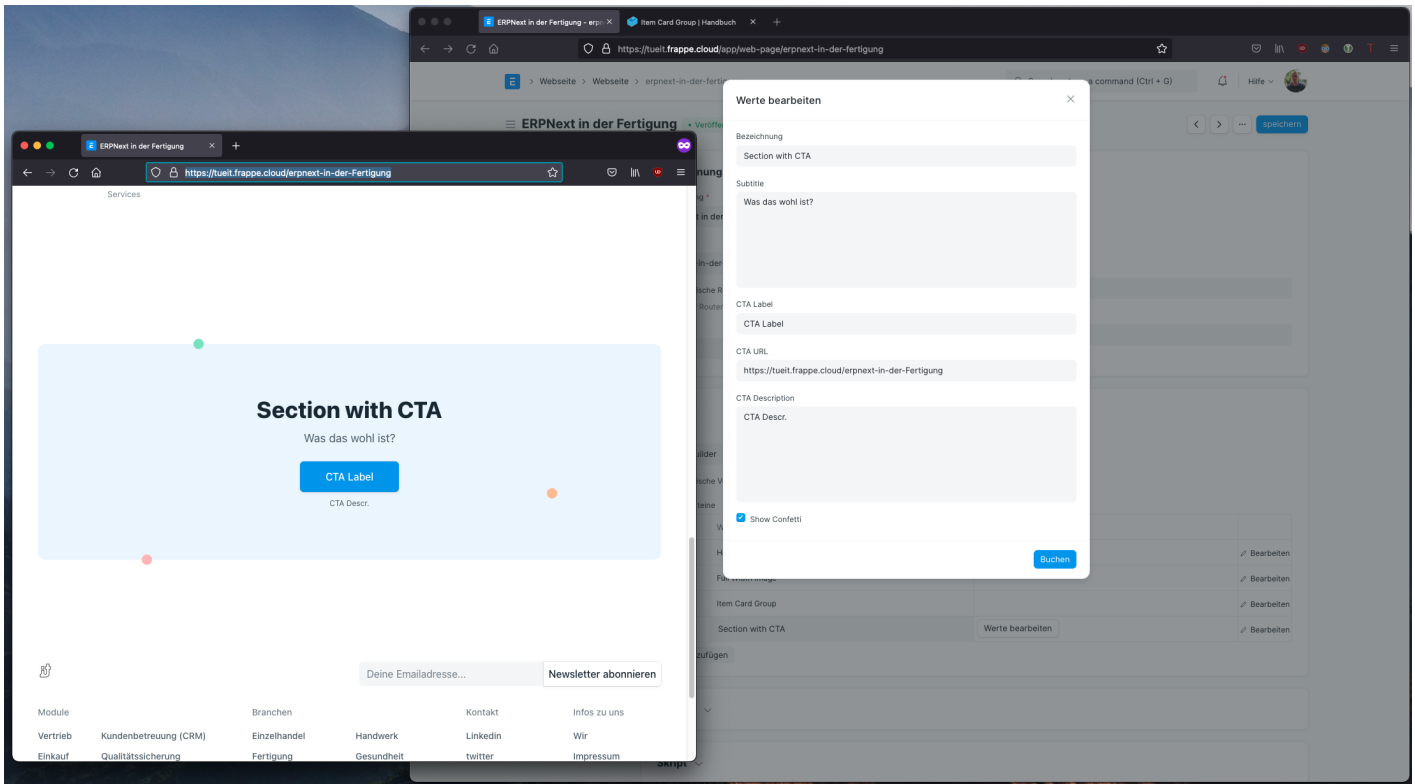 ERPNext in der Fertigung - erpn
Item Card Group | Handbuch
https://tueit.frappe.cloud/app/web-page/erpnext-in-der-fertigung
Webseite > Webseite > erpnext-in-der-fertig
a command (Ctrl + G)
Hilfe
ERPNext in der Fertigung
speichern
Werte bearbeiten
Bezeichnung
Section with CTA
Subtitle
Was das wohl ist?
CTA Label
CTA Label
CTA URL
https://tueit.frappe.cloud/erpnext-in-der-Fertigung
CTA Description
CTA Descr.
Show Confetti
Buchen
Bearbeiten
Bearbeiten
Item Card Group
Bearbeiten
Section with CTA
Werte bearbeiten
Bearbeiten
zufügen
Skript
ERPNext in der Fertigung
https://tueit.frappe.cloud/erpnext-in-der-Fertigung
Services
Section with CTA
Was das wohl ist?
CTA Label
CTA Descr.
Deine Emailadresse...
Newsletter abonnieren
Module
Branchen
Kontakt
Infos zu uns
Vertrieb
Kundenbetreuung (CRM)
Einzelhandel
Handwerk
Linkedin
Wir
Einkauf
Qualitätssicherung
Fertigung
Gesundheit
twitter
Impressum